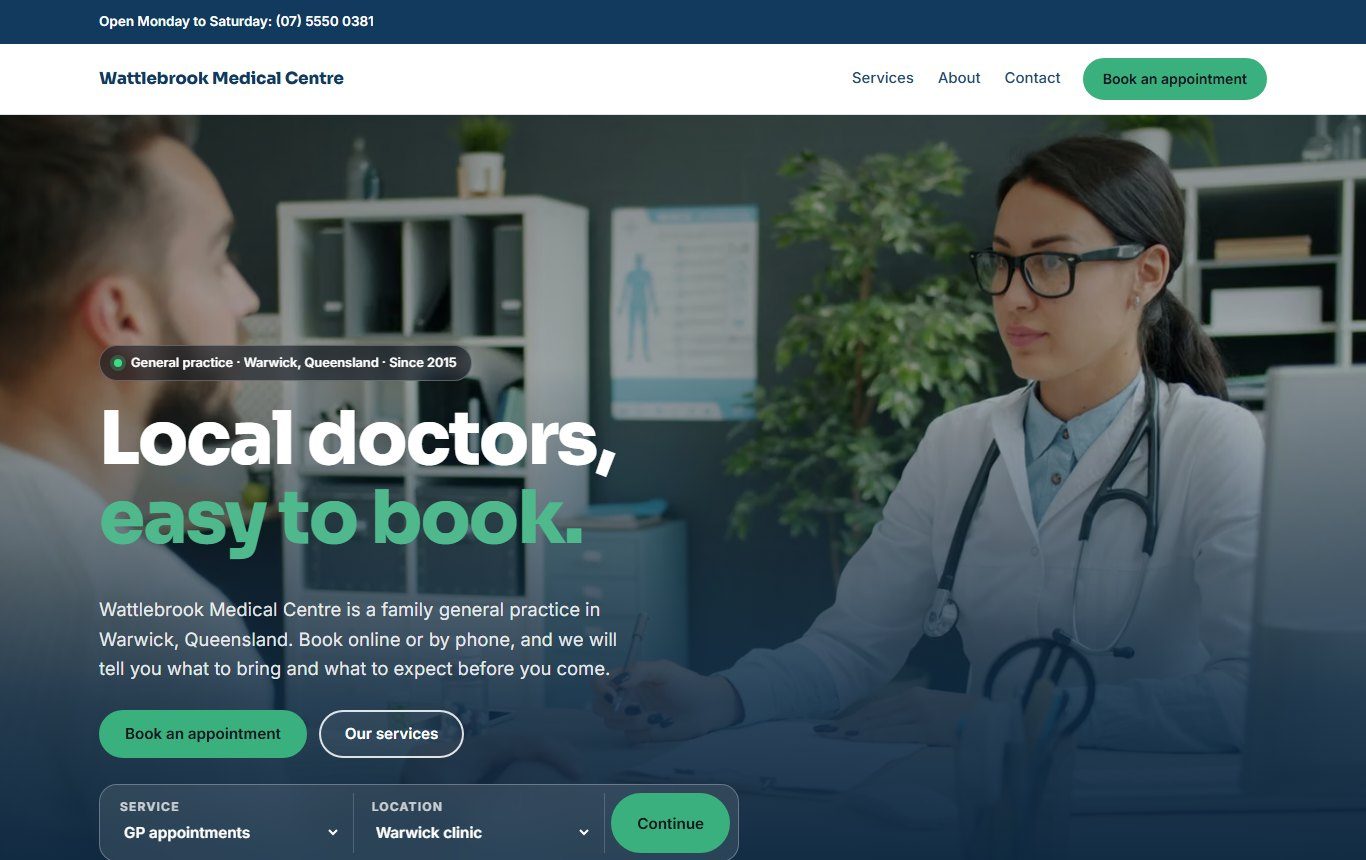 Open Monday to Saturday: (07) 5550 0381
Wattlebrook Medical Centre
Services
About
Contact
Book an appointment
General practice · Warwick, Queensland · Since 2015
Local doctors,
easy to book.
Wattlebrook Medical Centre is a family general practice in
Warwick, Queensland. Book online or by phone, and we will
tell you what to bring and what to expect before you come.
Book an appointment
Our services
SERVICE
GP appointments
LOCATION
Warwick clinic
Continue